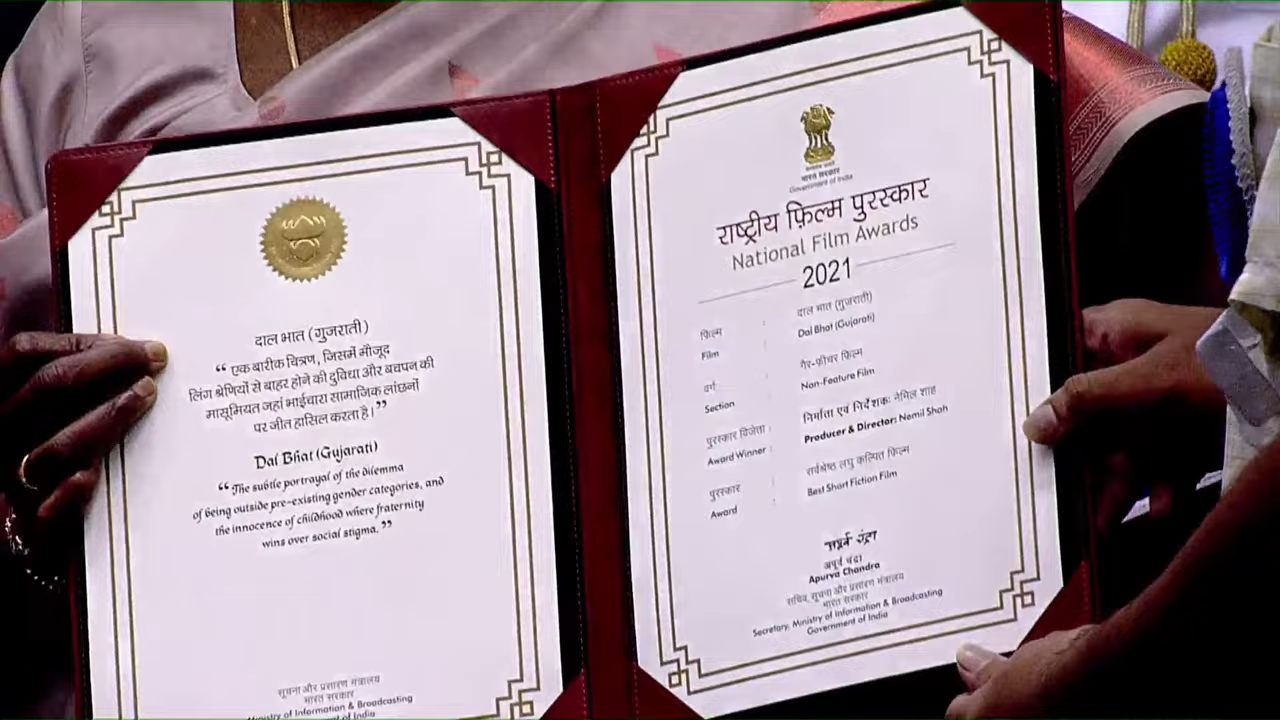 दाल भात (गुजराती)
“ एक बारीक चित्रण, जिसमें मौजूद
लिंग श्रेणियों से बाहर होने की दुविधा और बचपन की
मासूमियत जहां भाईचारा सामाजिक लांछनों
पर जीत हासिल करता है। ”
Dal Bhat (Gujarati)
“ The subtle portrayal of the dilemma
of being outside pre-existing gender categories, and
the innocence of childhood where fraternity
wins over social stigma. ”
सूचना और प्रसारण मंत्रालय
भारत सरकार
Ministry of Information & Broadcasting
Government of India
भारत सरकार
Government of India
राष्ट्रीय फ़िल्म पुरस्कार
National Film Awards
2021
फिल्म : दाल भात (गुजराती)
Film : Dal Bhat (Gujarati)
वर्ग : गैर-फीचर फिल्म
Section : Non-Feature Film
पुरस्कार विजेता : निर्माता एवं निर्देशक: नेमिल शाह
Award Winner : Producer & Director: Nemil Shah
पुरस्कार : सर्वश्रेष्ठ लघु कल्पित फ़िल्म
Award : Best Short Fiction Film
अपूर्व चंद्रा
अपूर्व चंद्रा
Apurva Chandra
सचिव, सूचना और प्रसारण मंत्रालय
भारत सरकार
Secretary, Ministry of Information & Broadcasting
Government of India